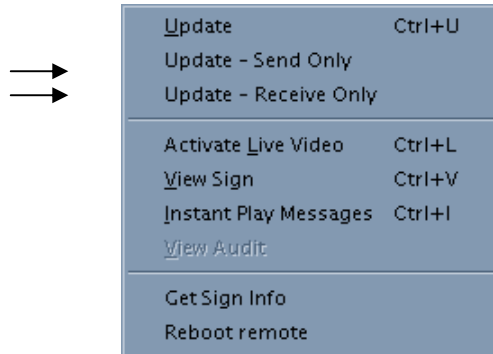 Update Ctrl+U
Update - Send Only
Update - Receive Only
Activate Live Video Ctrl+L
View Sign Ctrl+V
Instant Play Messages Ctrl+I
View Audit
Get Sign Info
Reboot remote